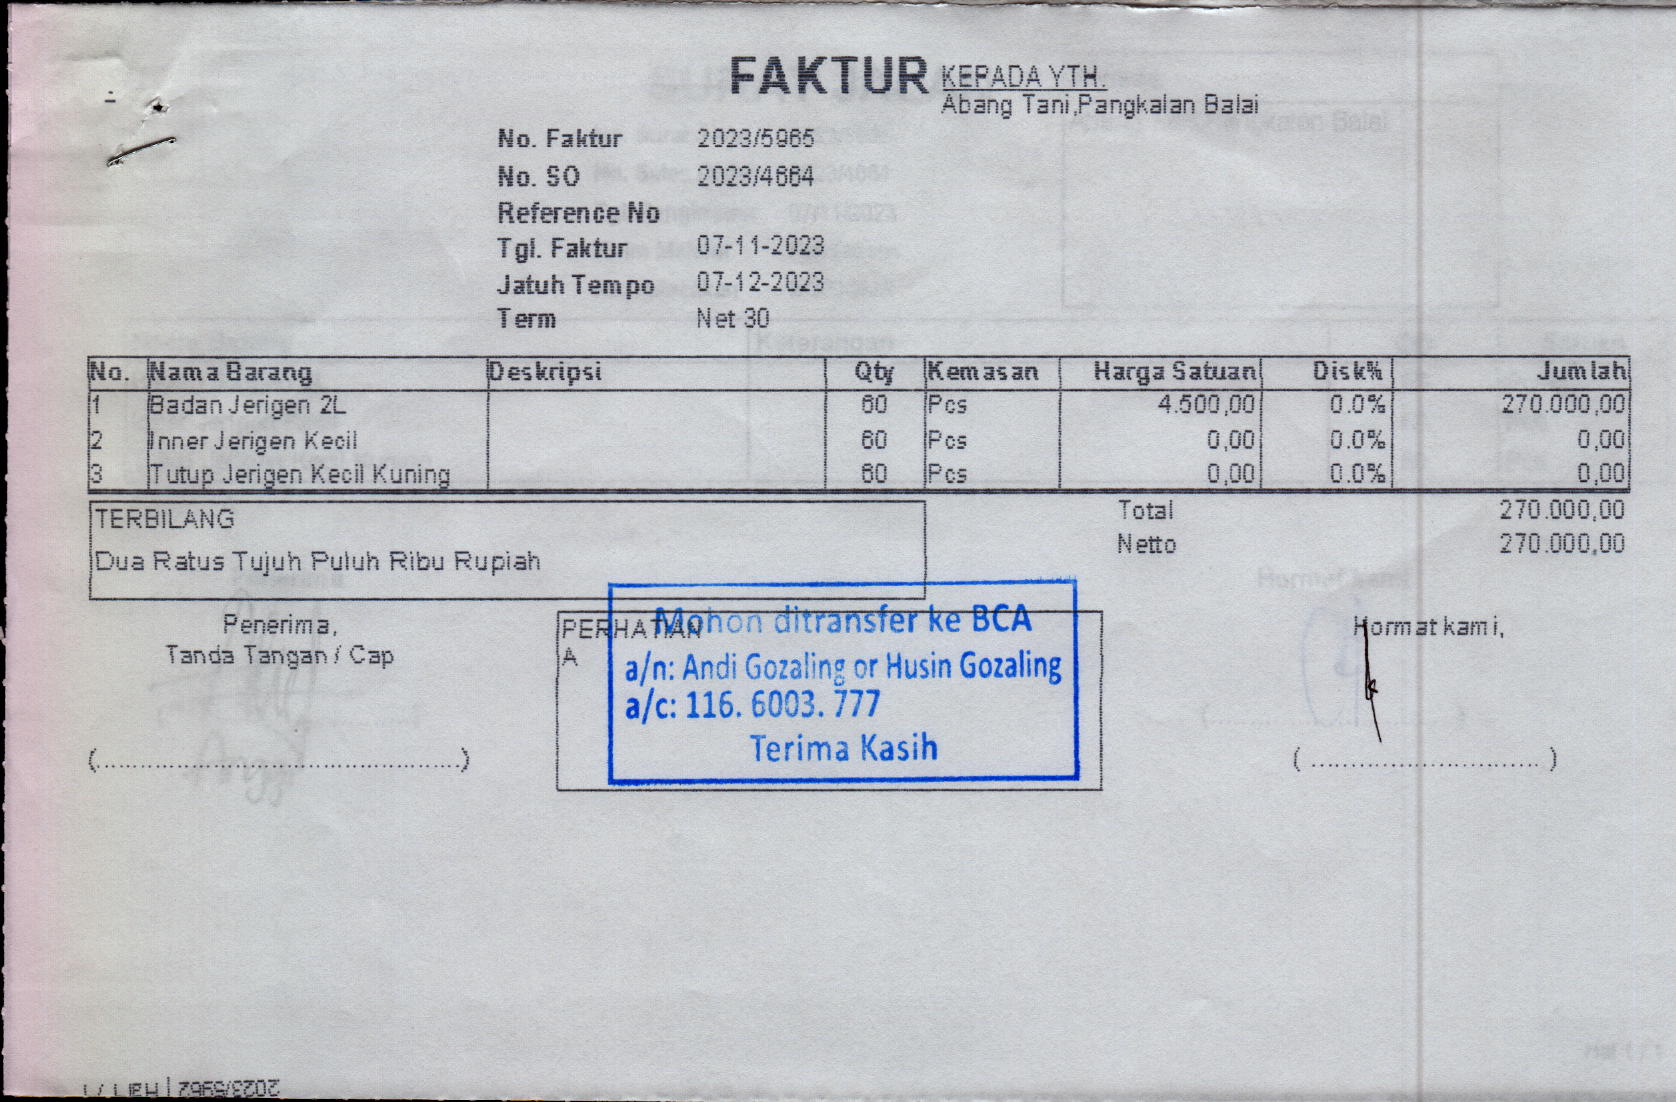 FAKTUR
KEPADA YTH.
Abang Tani,Pangkalan Balai
No. Faktur 2023/5965
No. SO 2023/4664
Reference No
Tgl. Faktur 07-11-2023
Jatuh Tempo 07-12-2023
Term Net 30
No. Nama Barang Deskripsi Qty Kemasan Harga Satuan Disk% Jumlah
1 Badan Jerigen 2L 60 Pcs 4.500,00 0.0% 270.000,00
2 Inner Jerigen Kecil 60 Pcs 0,00 0.0% 0,00
3 Tutup Jerigen Kecil Kuning 60 Pcs 0,00 0.0% 0,00
Total 270.000,00
Netto 270.000,00
TERBILANG
Dua Ratus Tujuh Puluh Ribu Rupiah
Penerima,
Tanda Tangan / Cap
(......................................................)
PERHATIAN
A
Mohon ditransfer ke BCA
a/n: Andi Gozaling or Husin Gozaling
a/c: 116. 6003. 777
Terima Kasih
Hormat kami,
(..................................)
2023/5962 | Hal 1 / 1